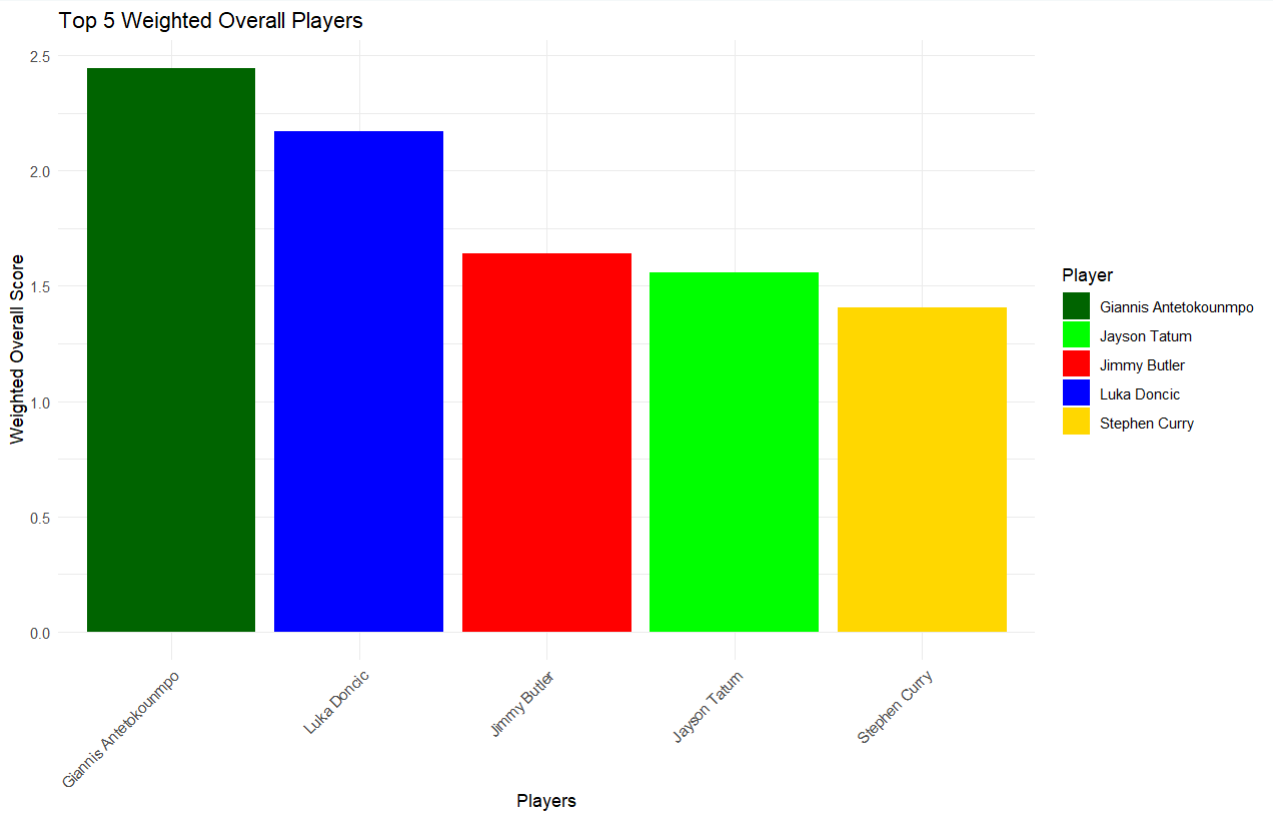 Top 5 Weighted Overall Players
Weighted Overall Score
2.5
2.0
1.5
1.0
0.5
0.0
Giannis Antetokounmpo
Luka Doncic
Jimmy Butler
Jayson Tatum
Stephen Curry
Players
Player
Giannis Antetokounmpo
Jayson Tatum
Jimmy Butler
Luka Doncic
Stephen Curry